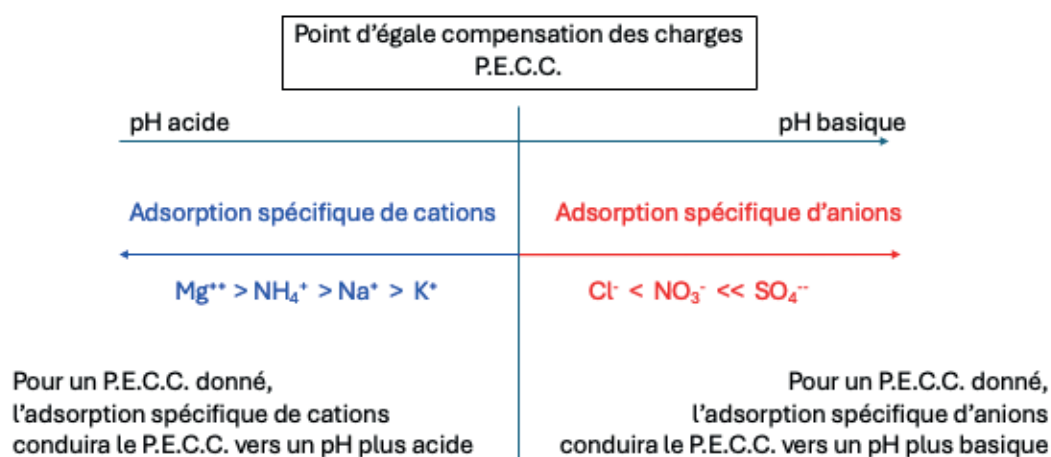 Point d'égale compensation des charges
P.E.C.C.
pH acide
pH basique
Adsorption spécifique de cations
Adsorption spécifique d'anions
Mg⁺⁺ > NH₄⁺ > Na⁺ > K⁺
Cl⁻ < NO₃⁻ << SO₄⁻⁻
Pour un P.E.C.C. donné,
l'adsorption spécifique de cations
conduira le P.E.C.C. vers un pH plus acide
Pour un P.E.C.C. donné,
l'adsorption spécifique d'anions
conduira le P.E.C.C. vers un pH plus basique